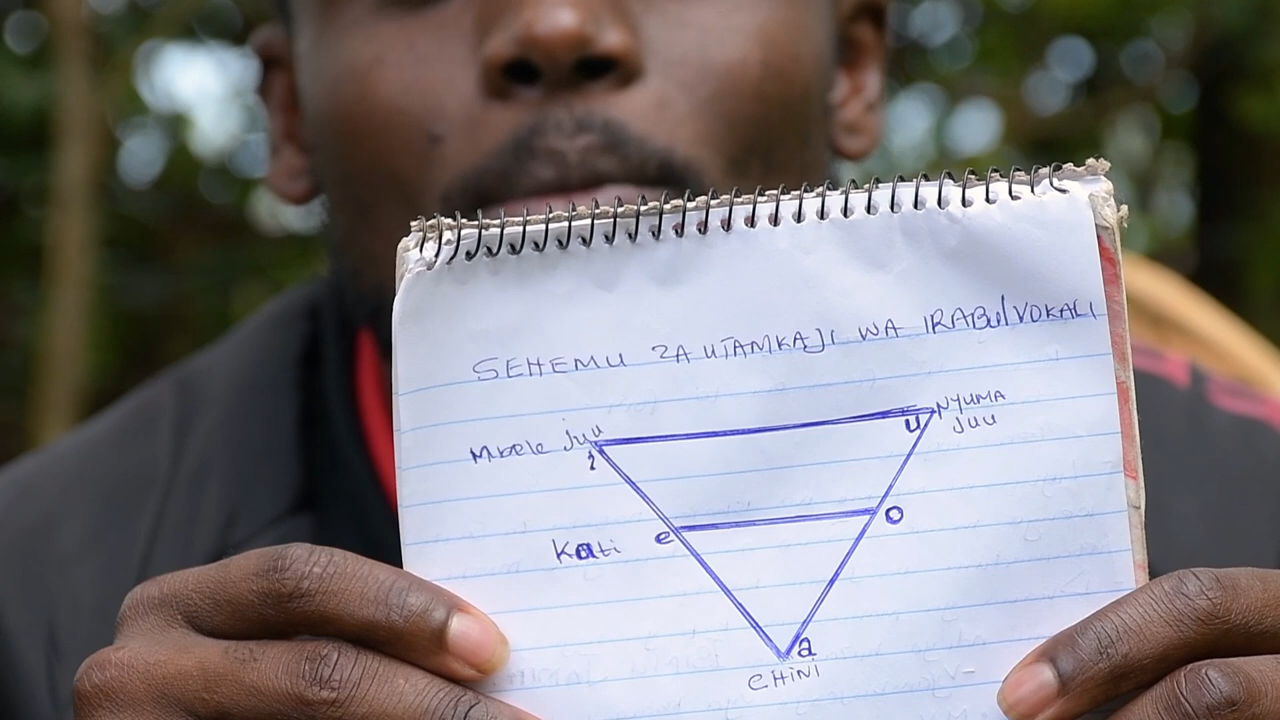 SEHEMU ZA UTAMKAJI WA IRABU/VOKALI
Mbele juu
i
u
NYUMA
JUU
Kati
e
o
a
CHINI